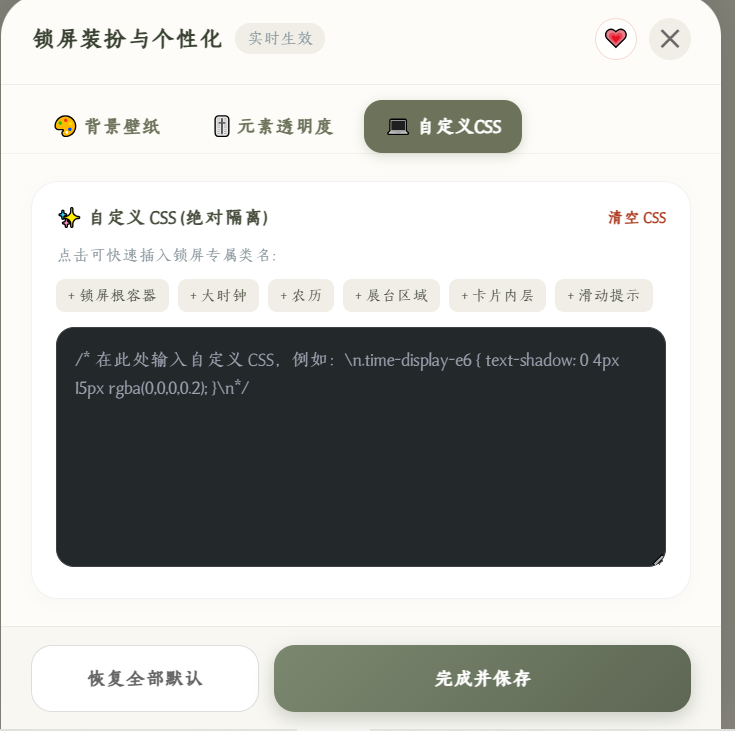 锁屏装扮与个性化 实时生效
背景壁纸 元素透明度 自定义CSS
自定义 CSS (绝对隔离) 清空 CSS
点击可快速插入锁屏专属类名:
+ 锁屏根容器 + 大时钟 + 农历 + 展台区域 + 卡片内层 + 滑动提示
/* 在此处输入自定义 CSS，例如：\n.time-display-e6 { text-shadow: 0 4px
15px rgba(0,0,0,0.2); }\n*/
恢复全部默认 完成并保存